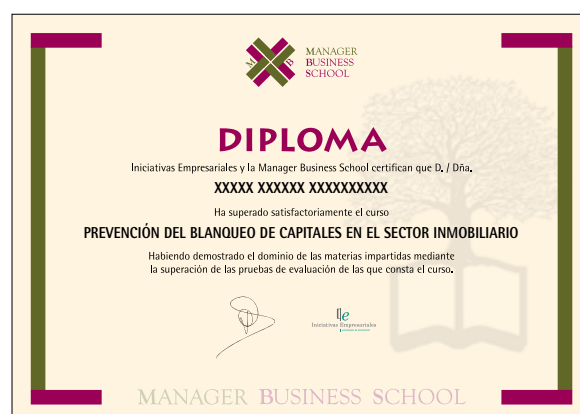 M B
MANAGER
BUSINESS
SCHOOL
DIPLOMA
Iniciativas Empresariales y la Manager Business School certifican que D. / Dña.
XXXXX XXXXXX XXXXXXXXXX
Ha superado satisfactoriamente el curso
PREVENCIÓN DEL BLANQUEO DE CAPITALES EN EL SECTOR INMOBILIARIO
Habiendo demostrado el dominio de las materias impartidas mediante
la superación de las pruebas de evaluación de las que consta el curso.
Ie
Iniciativas Empresariales
MANAGER BUSINESS SCHOOL